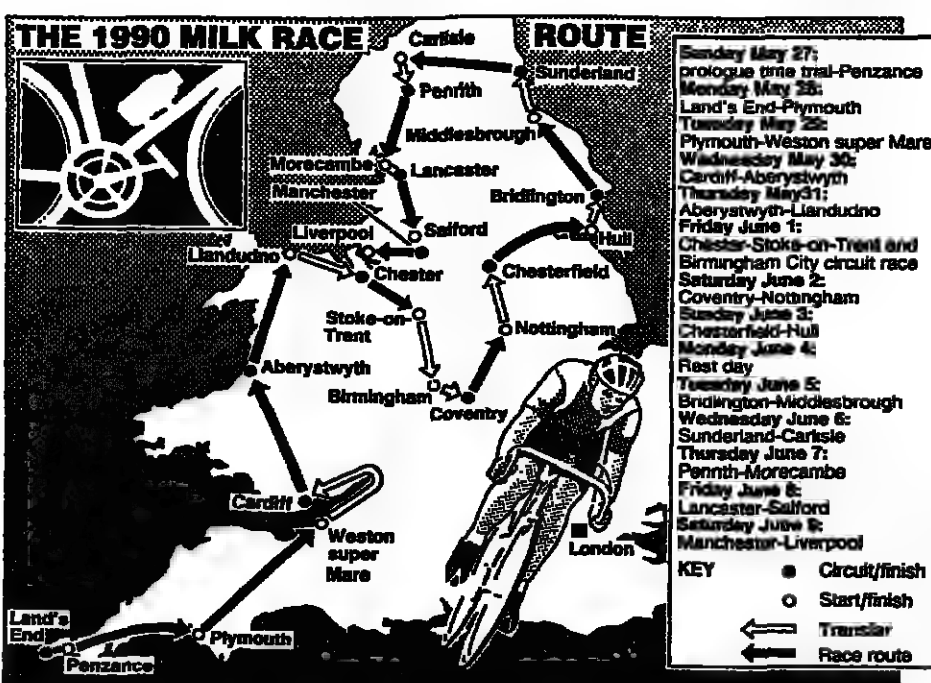 THE 1990 MILK RACE ROUTE
Carlisle
Sunderland
Penrith
Middlesbrough
Morecambe
Lancaster
Manchester
Bridlington
Liverpool
Salford
Hull
Llandudno
Chester
Chesterfield
Stoke-on-
Trent
Nottingham
Aberystwyth
Birmingham
Coventry
Cardiff
Weston
super
Mare
London
Land's
End
Plymouth
Penzance
Sunday May 27:
prologue time trial-Penzance
Monday May 28:
Land's End-Plymouth
Tuesday May 29:
Plymouth-Weston super Mare
Wednesday May 30:
Cardiff-Aberystwyth
Thursday May31:
Aberystwyth-Llandudno
Friday June 1:
Chester-Stoke-on-Trent and
Birmingham City circuit race
Saturday June 2:
Coventry-Nottingham
Sunday June 3:
Chesterfield-Hull
Monday June 4:
Rest day
Tuesday June 5:
Bridlington-Middlesbrough
Wednesday June 6:
Sunderland-Carlisle
Thursday June 7:
Penrith-Morecambe
Friday June 8:
Lancaster-Salford
Saturday June 9:
Manchester-Liverpool
KEY
Circuit/finish
Start/finish
Transfer
Race route